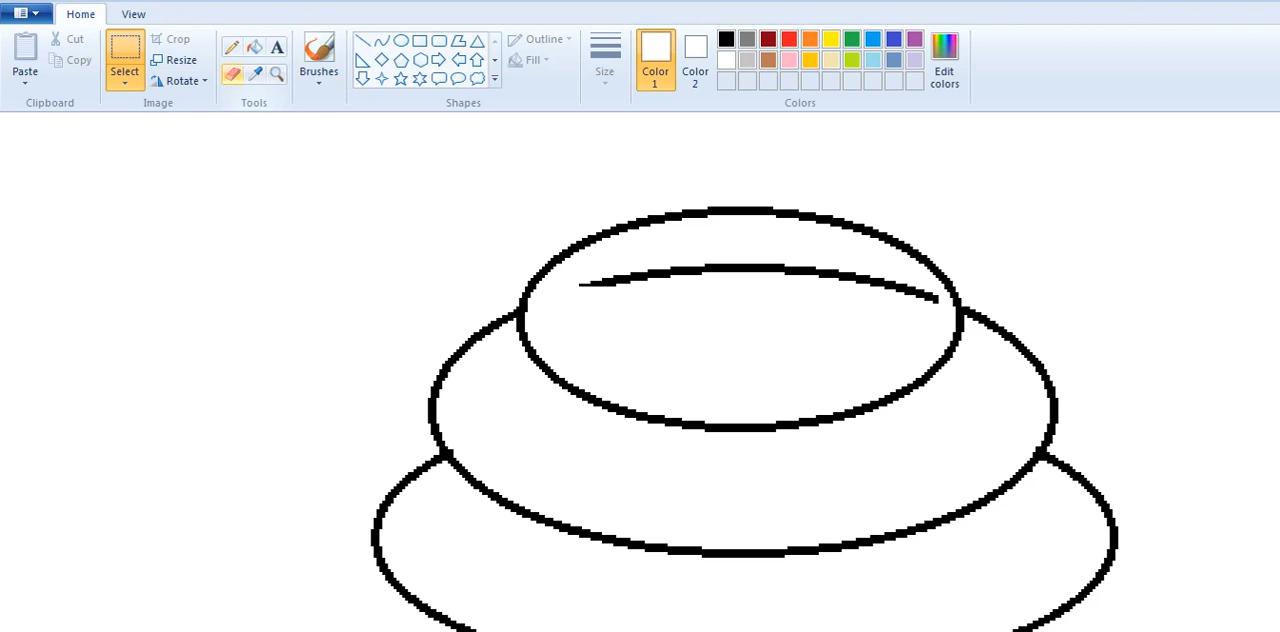 Home View
Paste
Cut
Copy
Clipboard
Select
Crop
Resize
Rotate
Image
A
Tools
Brushes
Outline
Fill
Shapes
Size
Color 1
Color 2
Edit colors
Colors